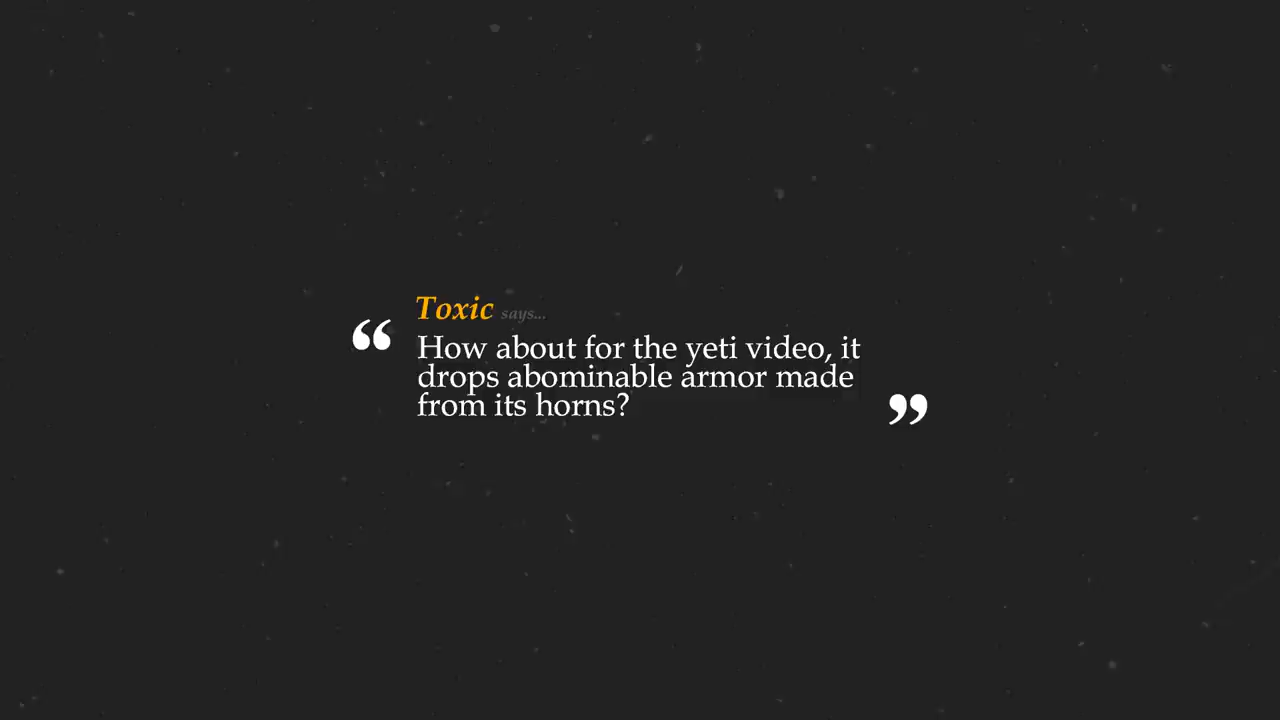 Toxic says...
“How about for the yeti video, it
drops abominable armor made
from its horns?”